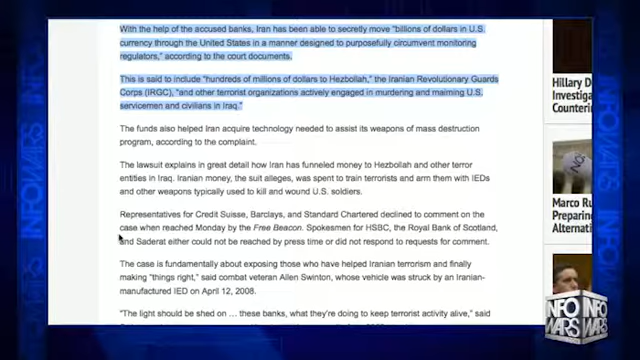 With the help of the accused banks, Iran has been able to secretly move "billions of dollars in U.S.
currency through the United States in a manner designed to purposefully circumvent monitoring
regulators," according to the court documents.
This is said to include "hundreds of millions of dollars to Hezbollah," the Iranian Revolutionary Guards
Corps (IRGC), "and other terrorist organizations actively engaged in murdering and maiming U.S.
servicemen and civilians in Iraq."
The funds also helped Iran acquire technology needed to assist its weapons of mass destruction
program, according to the complaint.
The lawsuit explains in great detail how Iran has funneled money to Hezbollah and other terror
entities in Iraq. Iranian money, the suit alleges, was spent to train terrorists and arm them with IEDs
and other weapons typically used to kill and wound U.S. soldiers.
Representatives for Credit Suisse, Barclays, and Standard Chartered declined to comment on the
case when reached Monday by the Free Beacon. Spokesmen for HSBC, the Royal Bank of Scotland,
and Saderat either could not be reached by press time or did not respond to requests for comment.
The case is fundamentally about exposing those who have helped Iranian terrorism and finally
making "things right," said combat veteran Allen Swinton, whose vehicle was struck by an Iranian-
manufactured IED on April 12, 2008.
"The light should be shed on … these banks, what they're doing to keep terrorist activity alive," said
Hillary D
Investiga
Counterin
NO
Marco Ru
Preparin
Alternati
INFO
WARS
INFO
WARS
INFOWARS